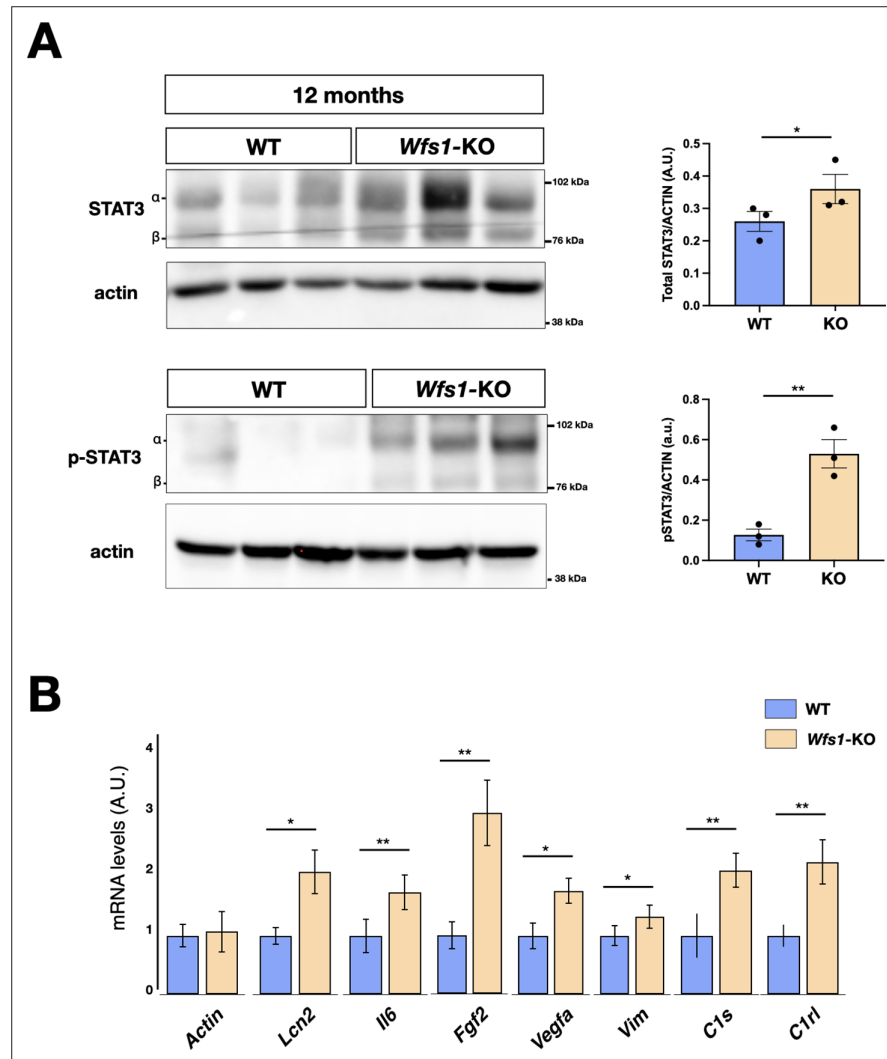 A
12 months
WT
Wfs1-KO
STAT3
α
β
102 kDa
76 kDa
actin
38 kDa
Total STAT3/ACTIN (A.U.)
0.5
0.4
0.3
0.2
0.1
0.0
*
WT
KO
WT
Wfs1-KO
p-STAT3
α
β
102 kDa
76 kDa
actin
38 kDa
pSTAT3/ACTIN (a.u.)
0.8
0.6
0.4
0.2
0.0
**
WT
KO
B
WT
Wfs1-KO
mRNA levels (A.U.)
4
3
2
1
0
*
**
**
*
*
**
**
Actin
Lcn2
Il6
Fgf2
Vegfa
Vim
C1s
C1rl